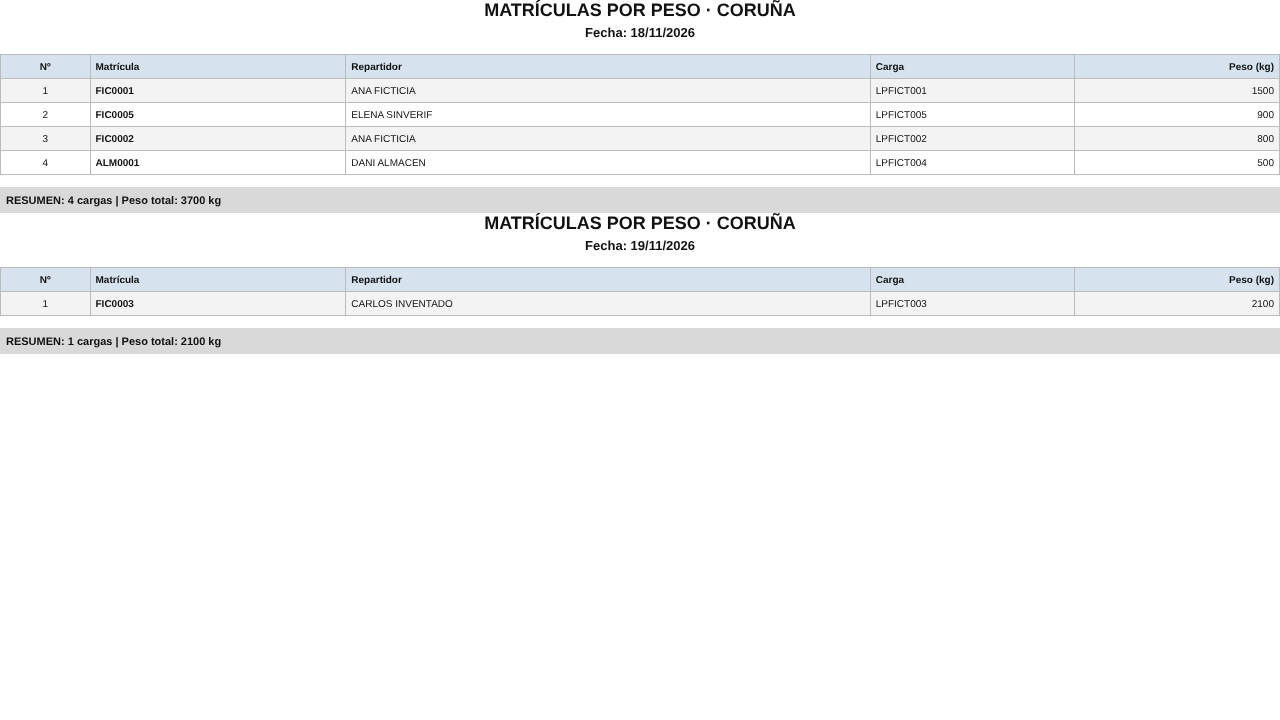 MATRÍCULAS POR PESO · CORUÑA
Fecha: 18/11/2026
Nº Matrícula Repartidor Carga Peso (kg)
1 FIC0001 ANA FICTICIA LPFICT001 1500
2 FIC0005 ELENA SINVERIF LPFICT005 900
3 FIC0002 ANA FICTICIA LPFICT002 800
4 ALM0001 DANI ALMACEN LPFICT004 500
RESUMEN: 4 cargas | Peso total: 3700 kg
MATRÍCULAS POR PESO · CORUÑA
Fecha: 19/11/2026
Nº Matrícula Repartidor Carga Peso (kg)
1 FIC0003 CARLOS INVENTADO LPFICT003 2100
RESUMEN: 1 cargas | Peso total: 2100 kg